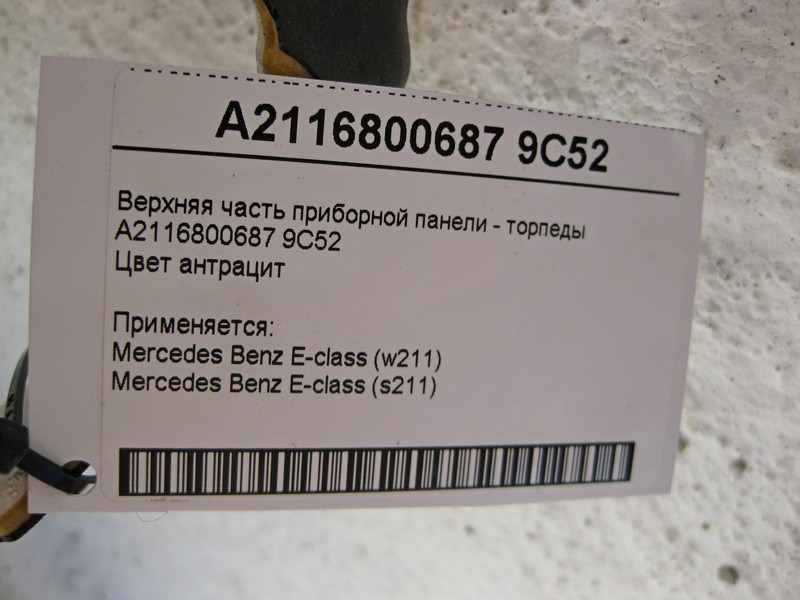 A2116800687 9C52
Верхняя часть приборной панели - торпеды
A2116800687 9C52
Цвет антрацит
Применяется:
Mercedes Benz E-class (w211)
Mercedes Benz E-class (s211)